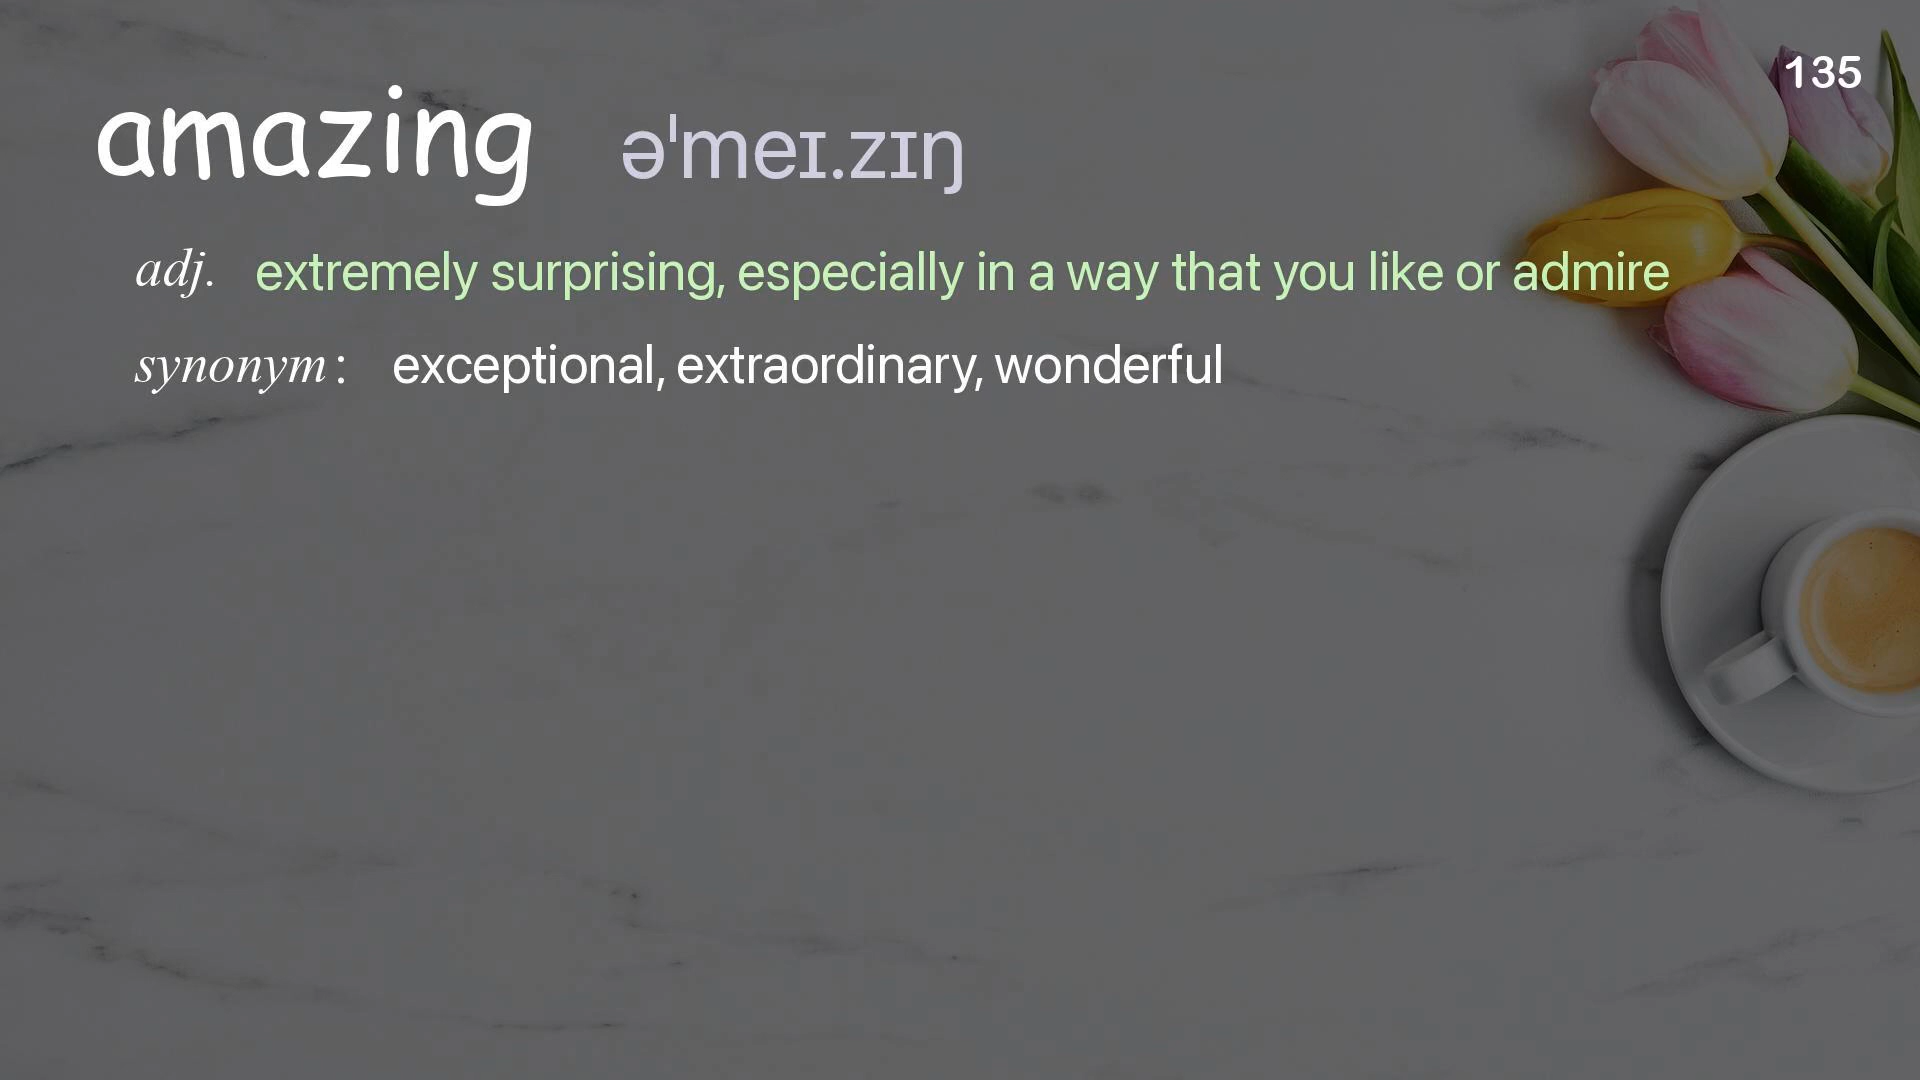 135
amazing əˈmeɪ.zɪŋ
adj. extremely surprising, especially in a way that you like or admire
synonym: exceptional, extraordinary, wonderful